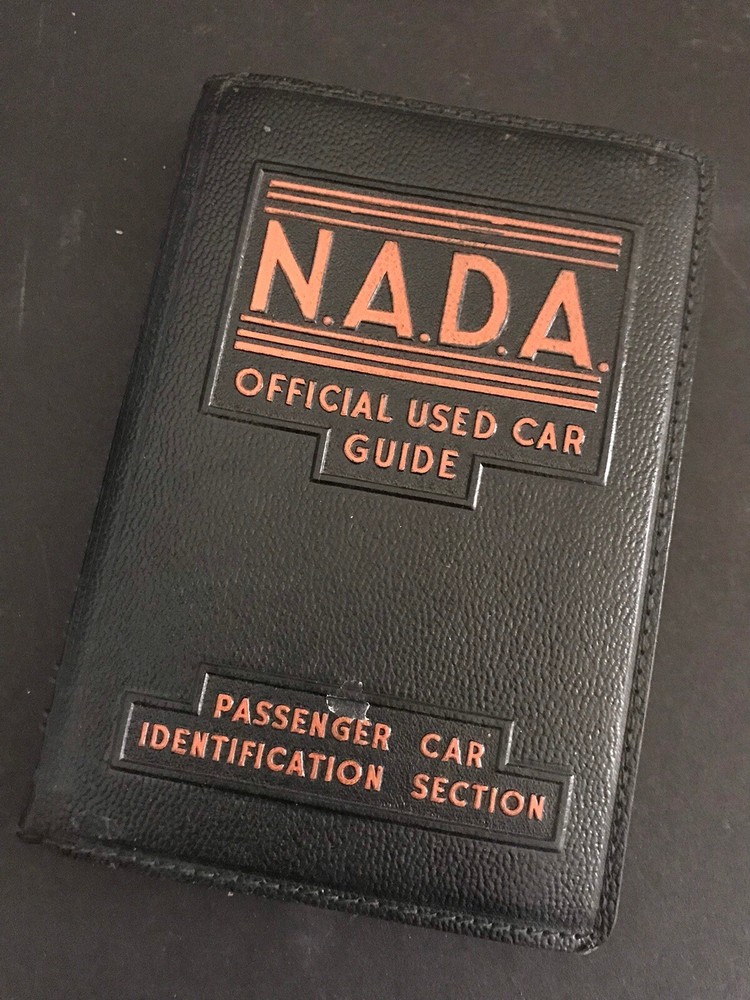 N.A.D.A.
OFFICIAL USED CAR
GUIDE
PASSENGER CAR
IDENTIFICATION SECTION